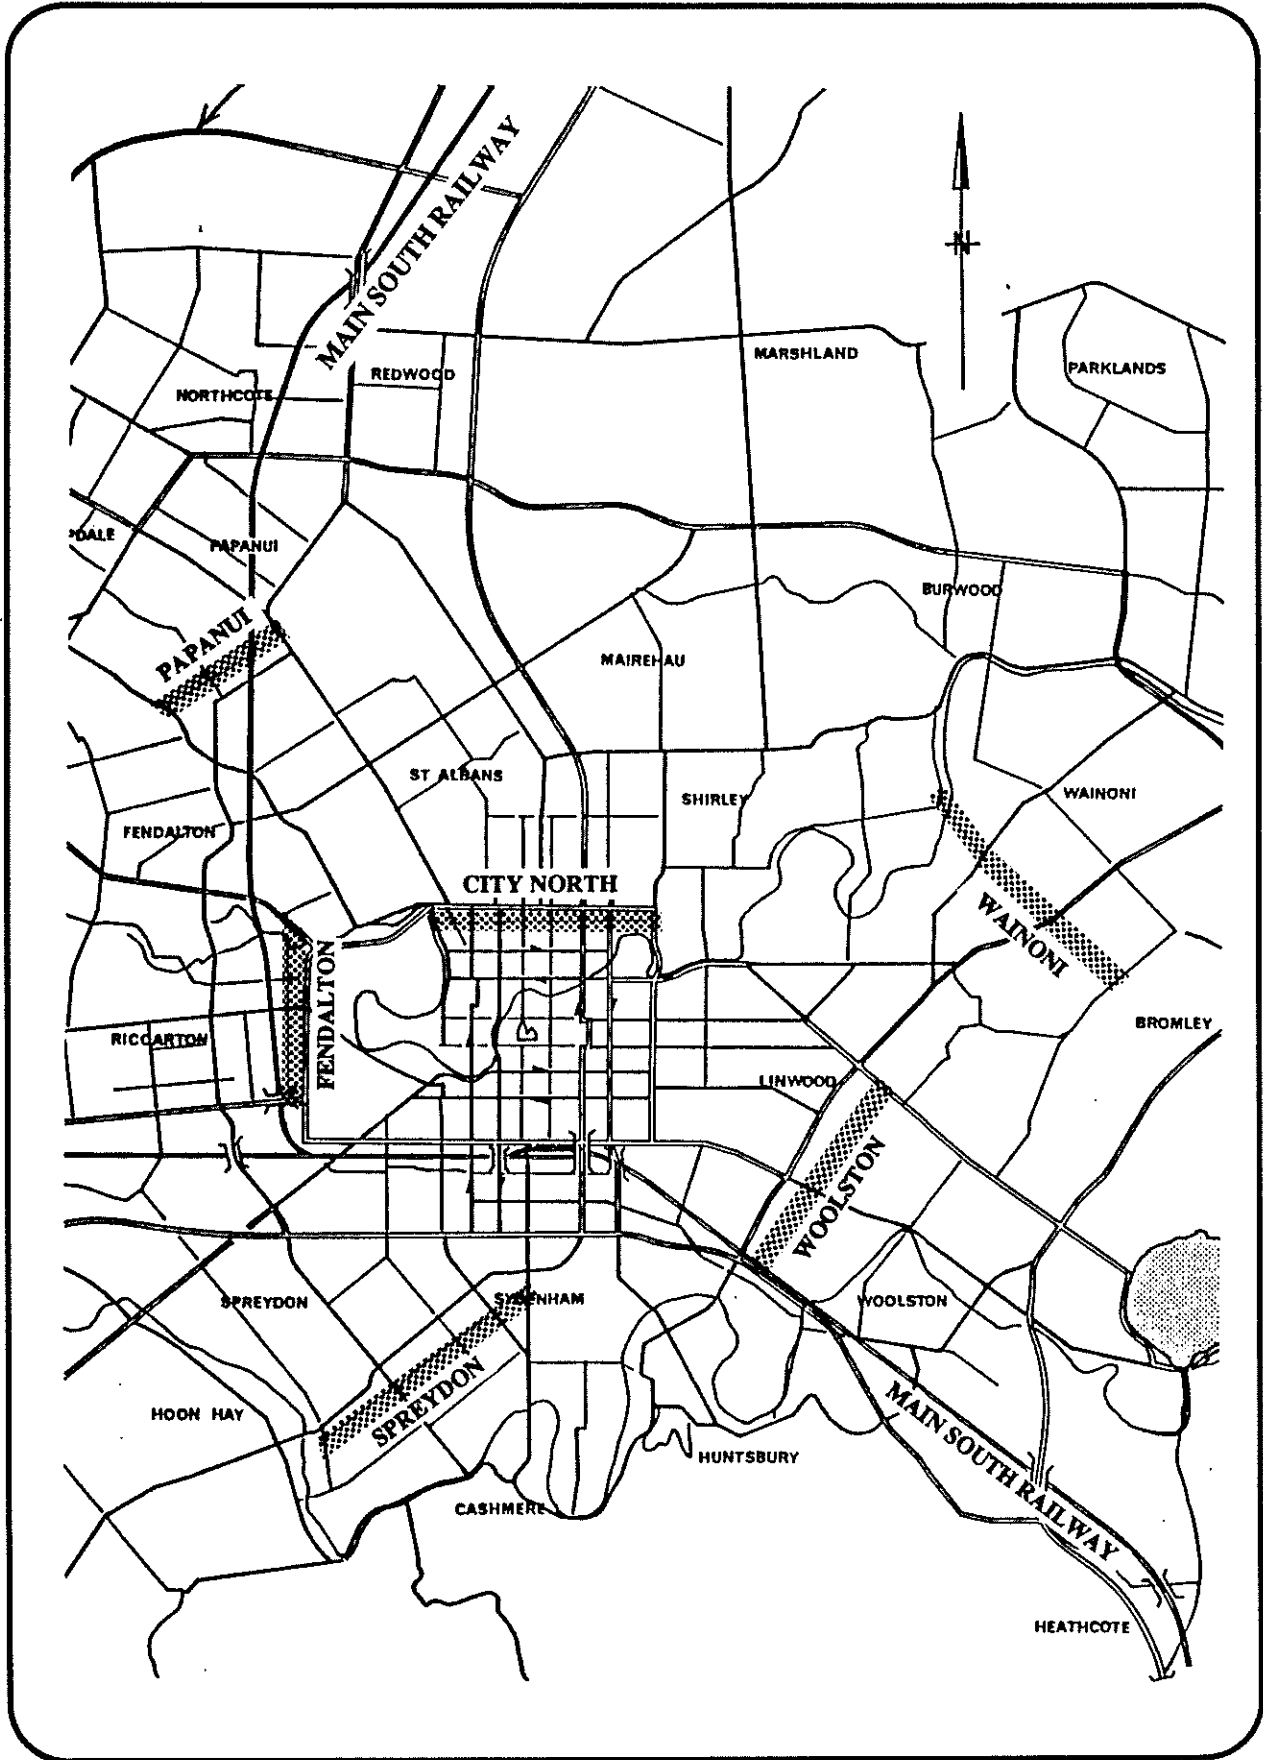 MAIN SOUTH RAILWAY
N
MARSHLAND
PARKLANDS
REDWOOD
NORTHCOTE
PDALE
PAPANUI
BURWOOD
PAPANUI
MAIREHAU
ST ALBANS
SHIRLEY
WAINONI
FENDALTON
CITY NORTH
WAINONI
FENDALTON
RICCARTON
BROMLEY
LINWOOD
WOOLSTON
SPREYDON
SYDENHAM
WOOLSTON
SPREYDON
HOON HAY
MAIN SOUTH RAILWAY
HUNTSBURY
CASHMERE
HEATHCOTE